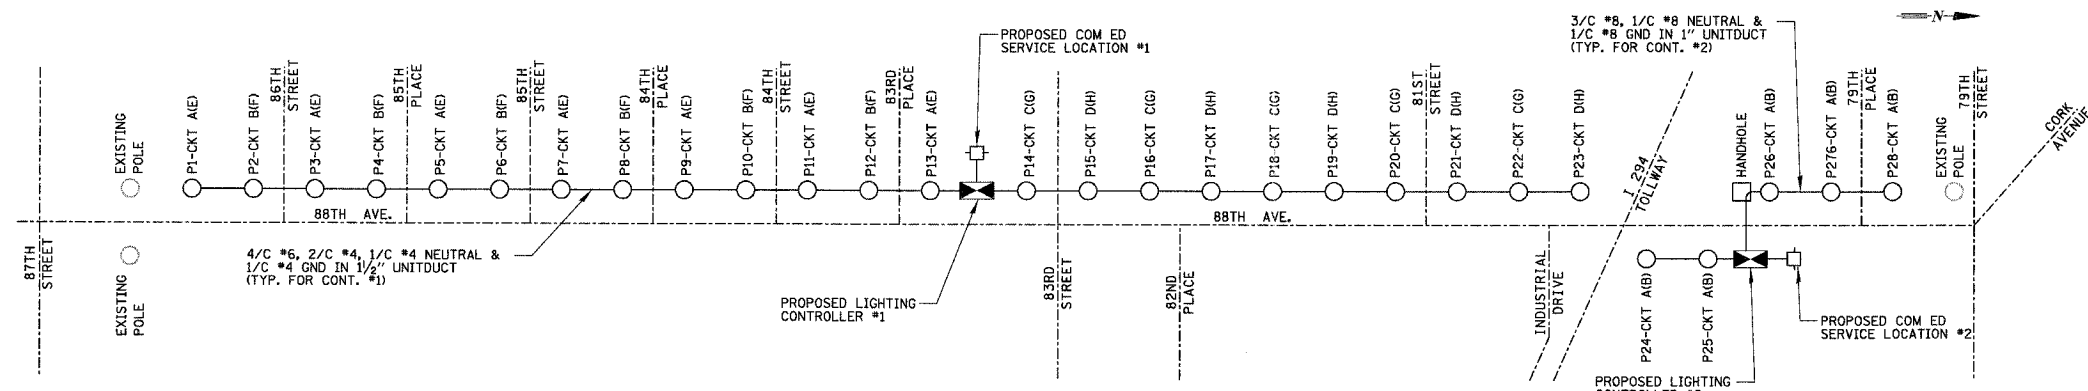 N
3/C #8, 1/C #8 NEUTRAL &
1/C #8 GND IN 1" UNITDUCT
(TYP. FOR CONT. #2)
PROPOSED COM ED
SERVICE LOCATION #1
EXISTING
POLE
P1-CKT A(E)
P2-CKT B(F)
86TH
STREET
P3-CKT A(E)
P4-CKT B(F)
85TH
PLACE
P5-CKT A(E)
P6-CKT B(F)
85TH
STREET
P7-CKT A(E)
P8-CKT B(F)
84TH
PLACE
P9-CKT A(E)
P10-CKT B(F)
84TH
STREET
P11-CKT A(E)
P12-CKT B(F)
83RD
PLACE
P13-CKT A(E)
P14-CKT C(G)
P15-CKT D(H)
P16-CKT C(G)
P17-CKT D(H)
P18-CKT C(G)
P19-CKT D(H)
P20-CKT C(G)
81ST
STREET
P21-CKT D(H)
P22-CKT C(G)
P23-CKT D(H)
I 294
TOLLWAY
HANDHOLE
P26-CKT A(B)
P276-CKT A(B)
79TH
PLACE
P28-CKT A(B)
EXISTING
POLE
79TH
STREET
CORK
AVENUE
88TH AVE.
88TH AVE.
87TH
STREET
EXISTING
POLE
4/C #6, 2/C #4, 1/C #4 NEUTRAL &
1/C #4 GND IN 1 1/2" UNITDUCT
(TYP. FOR CONT. #1)
PROPOSED LIGHTING
CONTROLLER #1
83RD
STREET
82ND
PLACE
INDUSTRIAL
DRIVE
P24-CKT A(B)
P25-CKT A(B)
PROPOSED COM ED
SERVICE LOCATION #2
PROPOSED LIGHTING